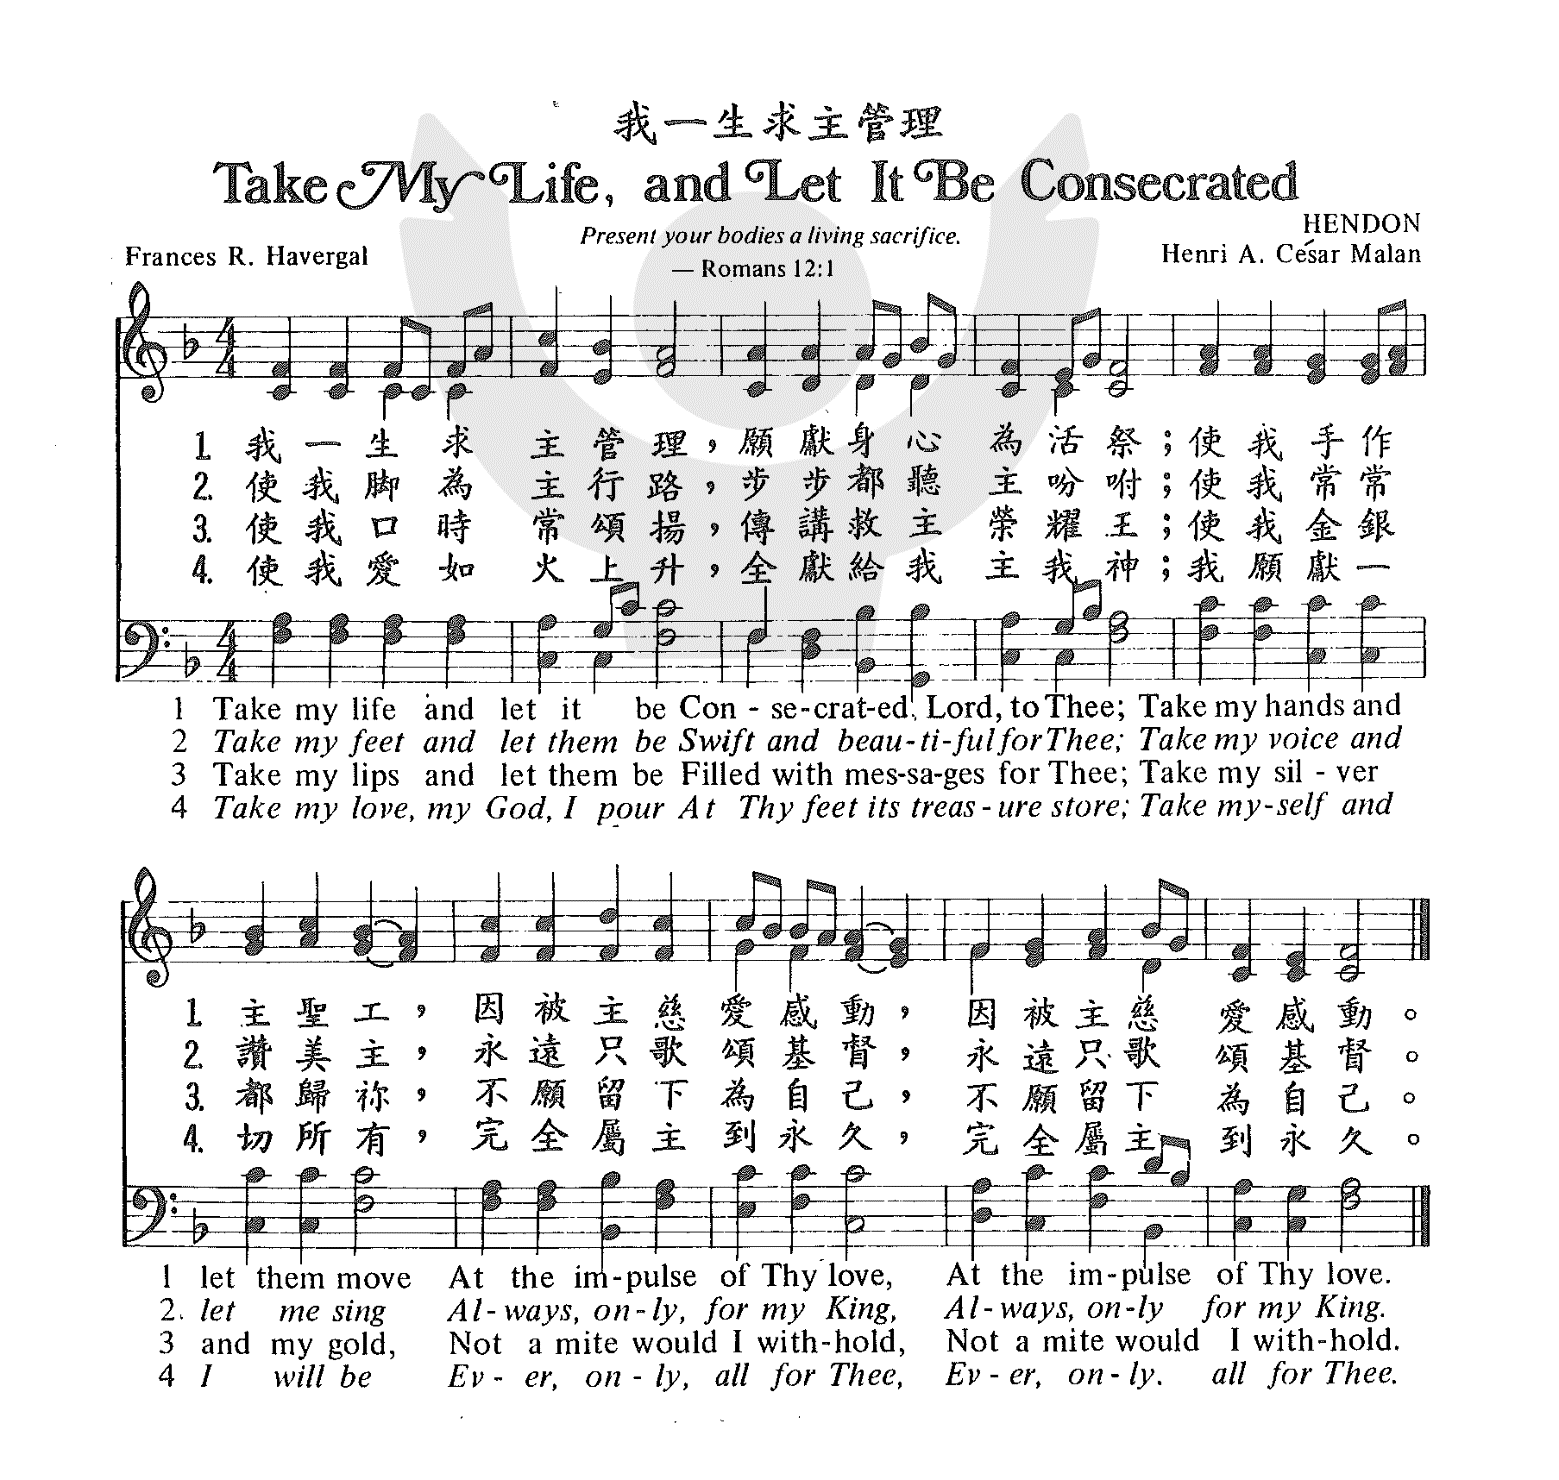 我一生求主管理
Take My Life, and Let It Be Consecrated
Present your bodies a living sacrifice.
— Romans 12:1
Frances R. Havergal
HENDON
Henri A. César Malan
1. 我一生求主管理，願獻身心為活祭；使我手作
2. 使我脚為主行路，步步都聽主吩咐；使我常常
3. 使我口時常頌揚，傳講救主榮耀王；使我金銀
4. 使我愛如火上升，全獻給我主我神；我願獻一
1 Take my life and let it be Con - se-crat-ed, Lord, to Thee; Take my hands and
2 Take my feet and let them be Swift and beau-ti-ful for Thee; Take my voice and
3 Take my lips and let them be Filled with mes-sa-ges for Thee; Take my sil - ver
4 Take my love, my God, I pour At Thy feet its treas-ure store; Take my-self and
1. 主聖工，因被主慈愛感動，因被主慈愛感動。
2. 讚美主，永遠只歌頌基督，永遠只歌頌基督。
3. 都歸祢，不願留下為自己，不願留下為自己。
4. 切所有，完全屬主到永久，完全屬主到永久。
1 let them move At the im-pulse of Thy love, At the im-pulse of Thy love.
2. let me sing Al-ways, on-ly, for my King, Al-ways, on-ly for my King.
3 and my gold, Not a mite would I with-hold, Not a mite would I with-hold.
4 I will be Ev - er, on - ly, all for Thee, Ev - er, on - ly. all for Thee.